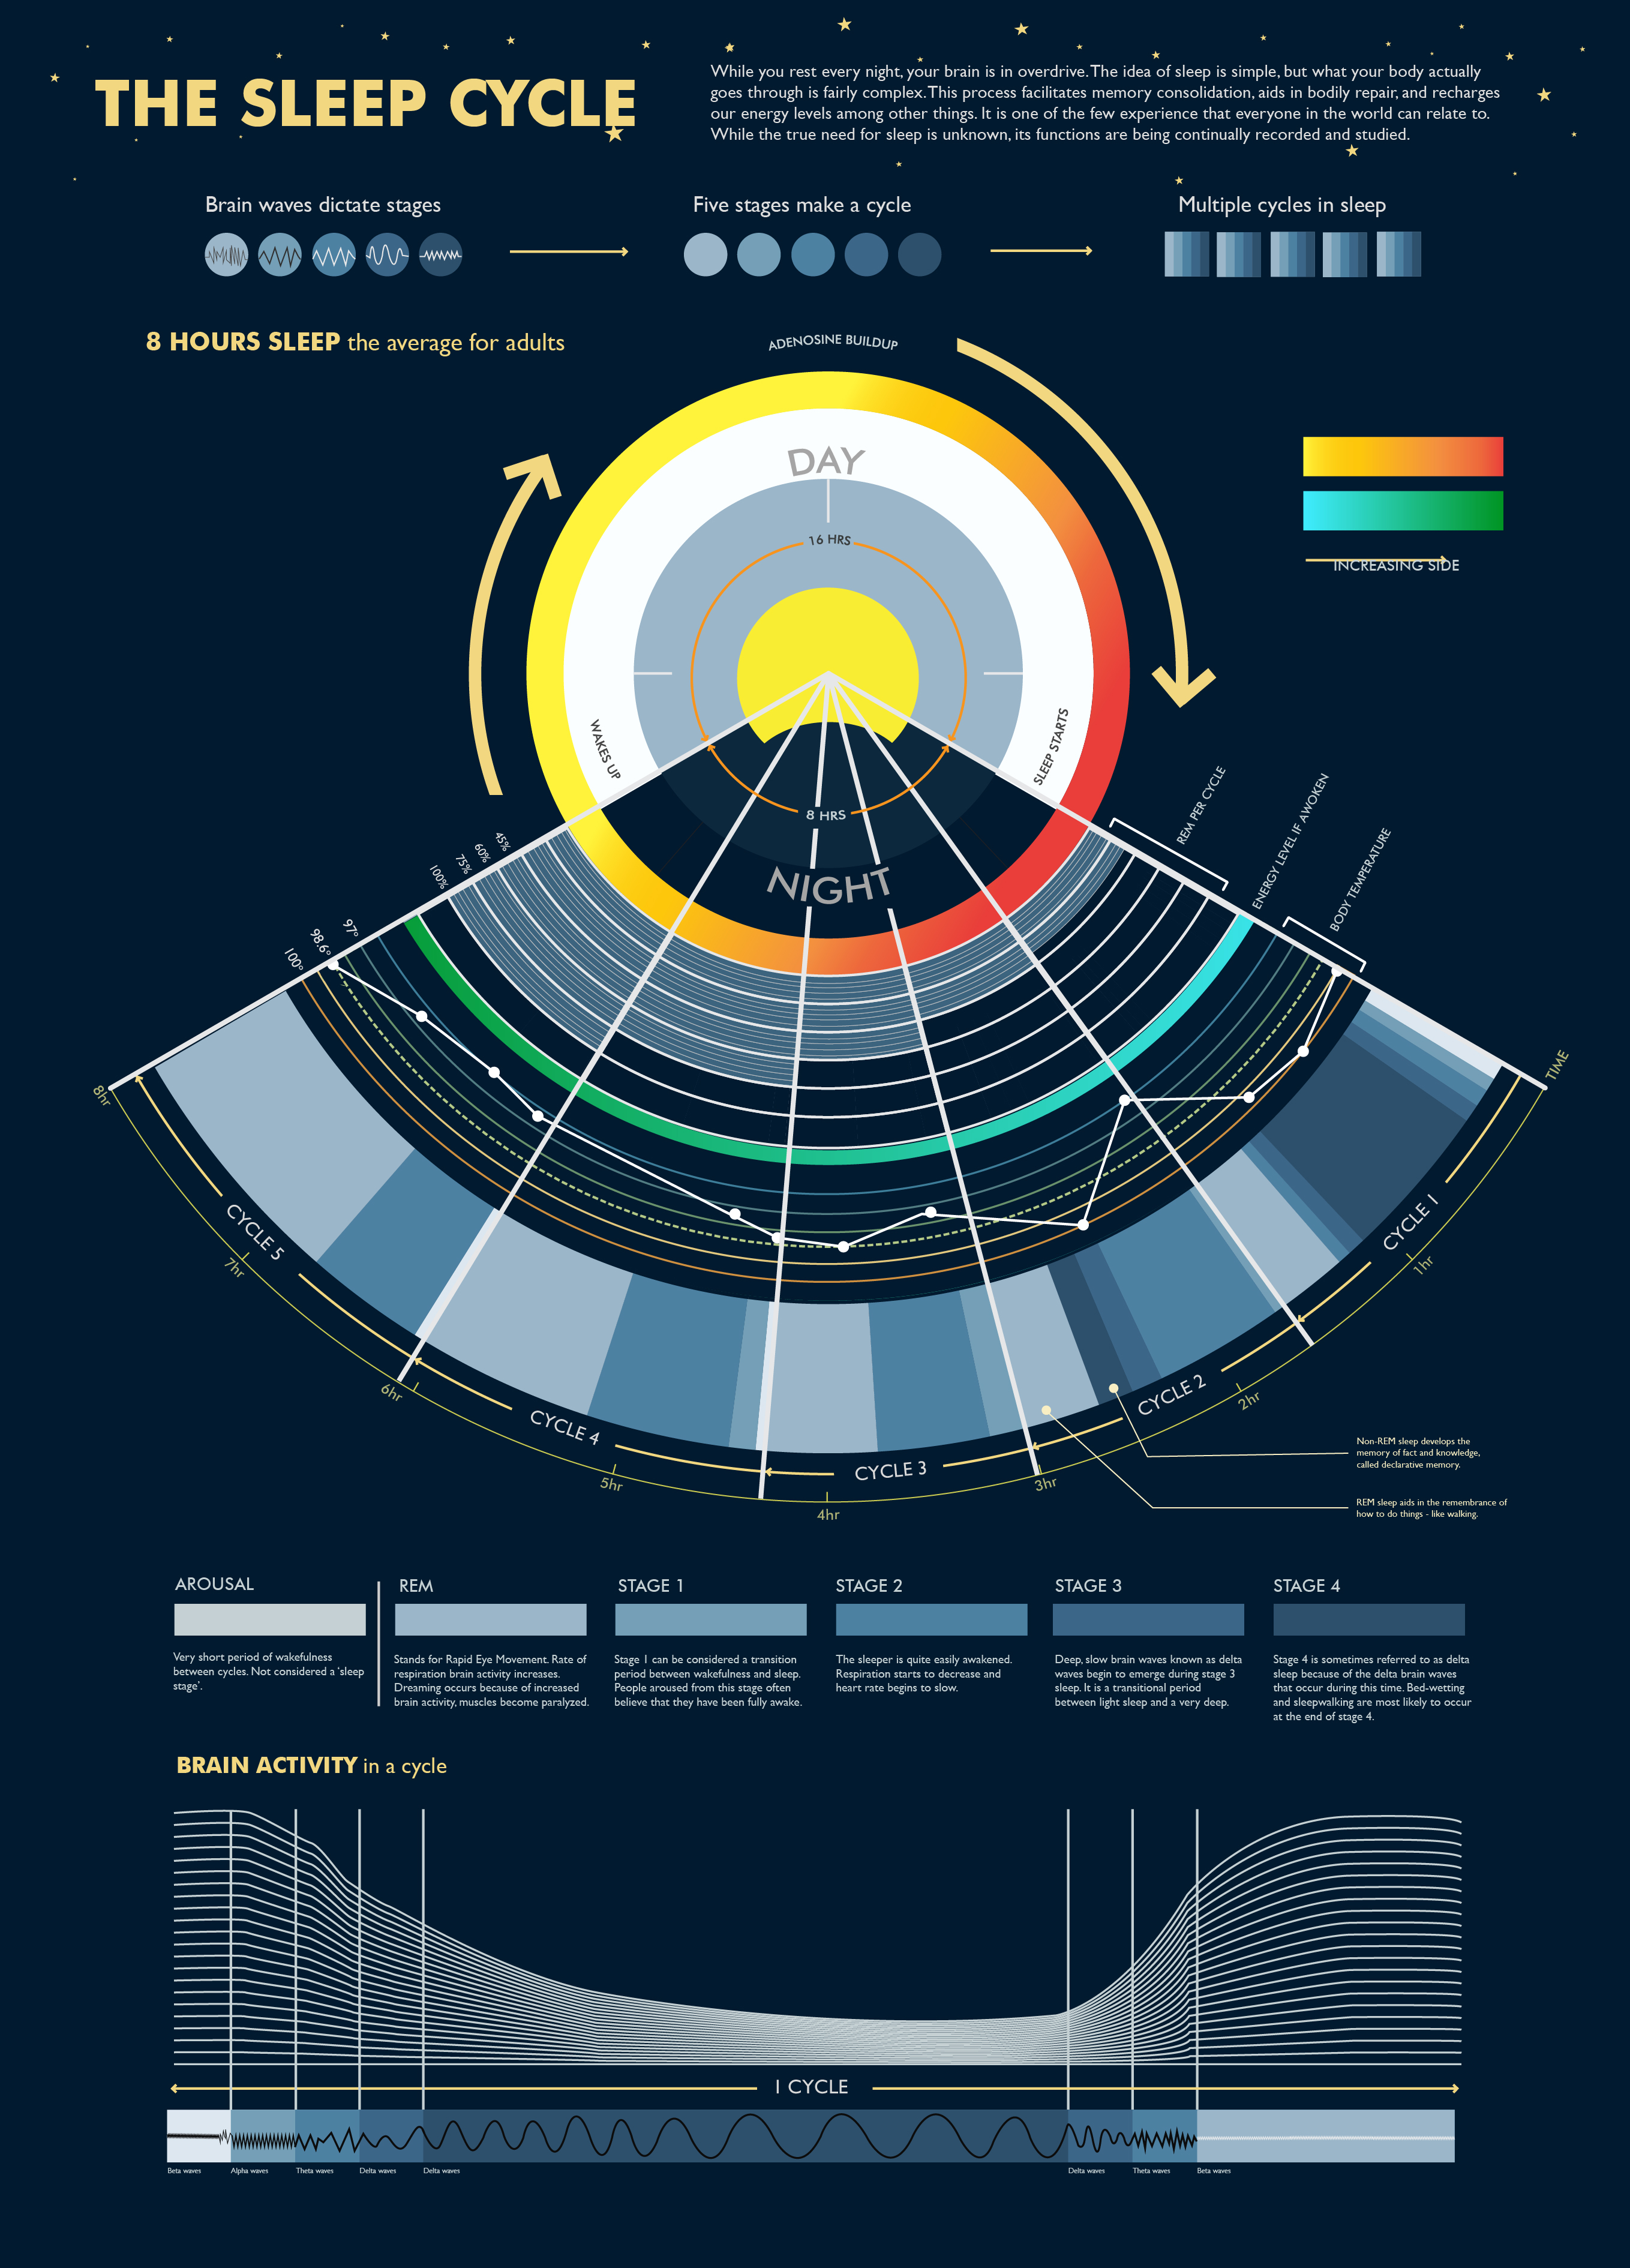 THE SLEEP CYCLE
While you rest every night, your brain is in overdrive. The idea of sleep is simple, but what your body actually
goes through is fairly complex. This process facilitates memory consolidation, aids in bodily repair, and recharges
our energy levels among other things. It is one of the few experience that everyone in the world can relate to.
While the true need for sleep is unknown, its functions are being continually recorded and studied.
Brain waves dictate stages
Five stages make a cycle
Multiple cycles in sleep
8 HOURS SLEEP the average for adults
ADENOSINE BUILDUP
DAY
16 HRS
INCREASING SIDE
WAKES UP
SLEEP STARTS
8 HRS
NIGHT
REM PER CYCLE
ENERGY LEVEL IF AWOKEN
BODY TEMPERATURE
45%
60%
75%
100%
97°
98.6°
100°
TIME
8hr
CYCLE 5
7hr
6hr
CYCLE 4
5hr
CYCLE 3
4hr
3hr
CYCLE 2
2hr
CYCLE 1
1hr
Non-REM sleep develops the
memory of fact and knowledge,
called declarative memory.
REM sleep aids in the remembrance of
how to do things - like walking.
AROUSAL
Very short period of wakefulness
between cycles. Not considered a 'sleep
stage'.
REM
Stands for Rapid Eye Movement. Rate of
respiration brain activity increases.
Dreaming occurs because of increased
brain activity, muscles become paralyzed.
STAGE 1
Stage 1 can be considered a transition
period between wakefulness and sleep.
People aroused from this stage often
believe that they have been fully awake.
STAGE 2
The sleeper is quite easily awakened.
Respiration starts to decrease and
heart rate begins to slow.
STAGE 3
Deep, slow brain waves known as delta
waves begin to emerge during stage 3
sleep. It is a transitional period
between light sleep and a very deep.
STAGE 4
Stage 4 is sometimes referred to as delta
sleep because of the delta brain waves
that occur during this time. Bed-wetting
and sleepwalking are most likely to occur
at the end of stage 4.
BRAIN ACTIVITY in a cycle
1 CYCLE
Beta waves
Alpha waves
Theta waves
Delta waves
Delta waves
Delta waves
Theta waves
Beta waves